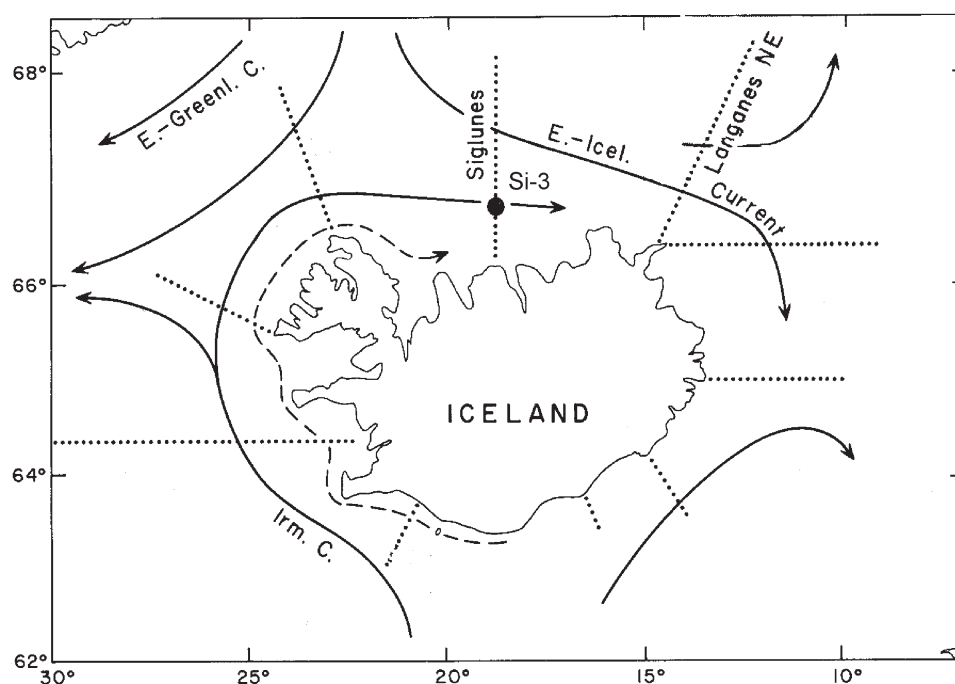 68°
66°
64°
62°
30°
25°
20°
15°
10°
E.-Greenl. C.
Siglunes
Si-3
E.-Icel.
Current
Langanes NE
ICELAND
Irm. C.